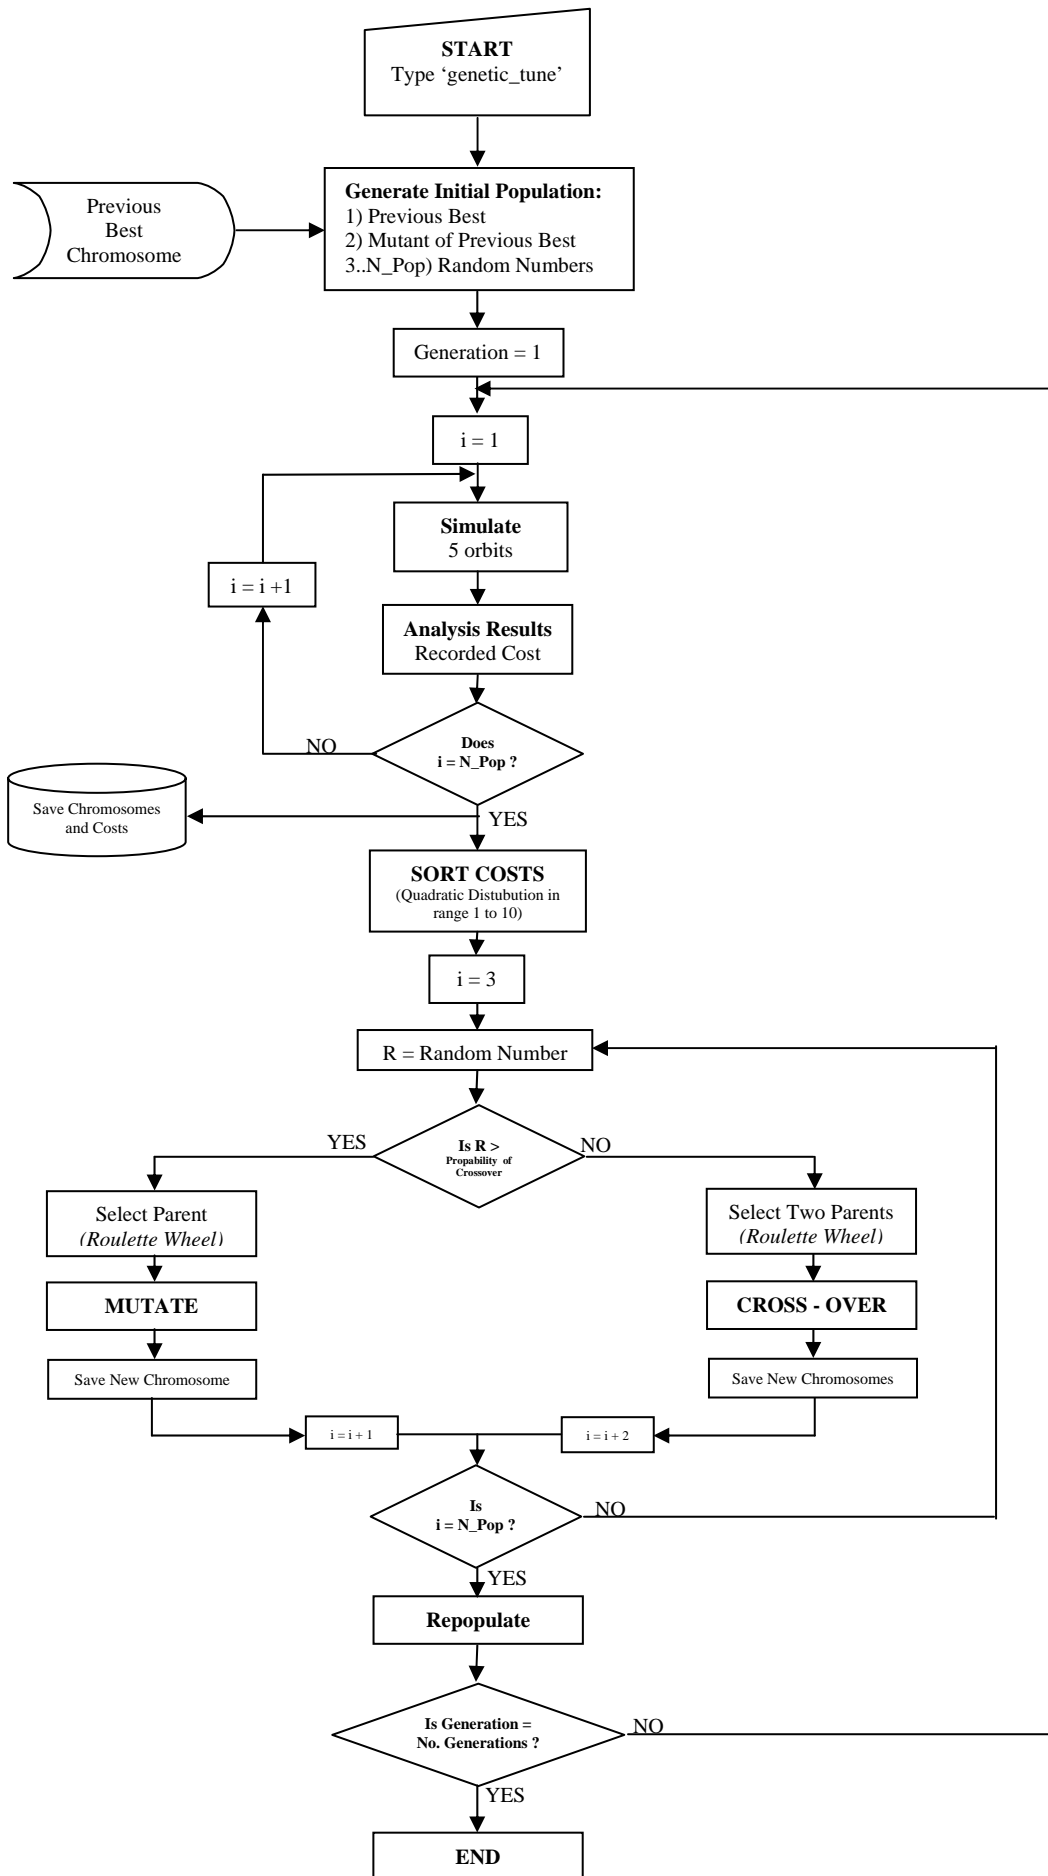 START
Type ‘genetic_tune’
Previous
Best
Chromosome
Generate Initial Population:
1) Previous Best
2) Mutant of Previous Best
3..N_Pop) Random Numbers
Generation = 1
i = 1
Simulate
5 orbits
i = i +1
Analysis Results
Recorded Cost
NO
Does
i = N_Pop ?
Save Chromosomes
and Costs
YES
SORT COSTS
(Quadratic Distubution in
range 1 to 10)
i = 3
R = Random Number
YES
Is R >
Propability of
Crossover
NO
Select Parent
(Roulette Wheel)
Select Two Parents
(Roulette Wheel)
MUTATE
CROSS - OVER
Save New Chromosome
Save New Chromosomes
i = i + 1
i = i + 2
Is
i = N_Pop ?
NO
YES
Repopulate
Is Generation =
No. Generations ?
NO
YES
END